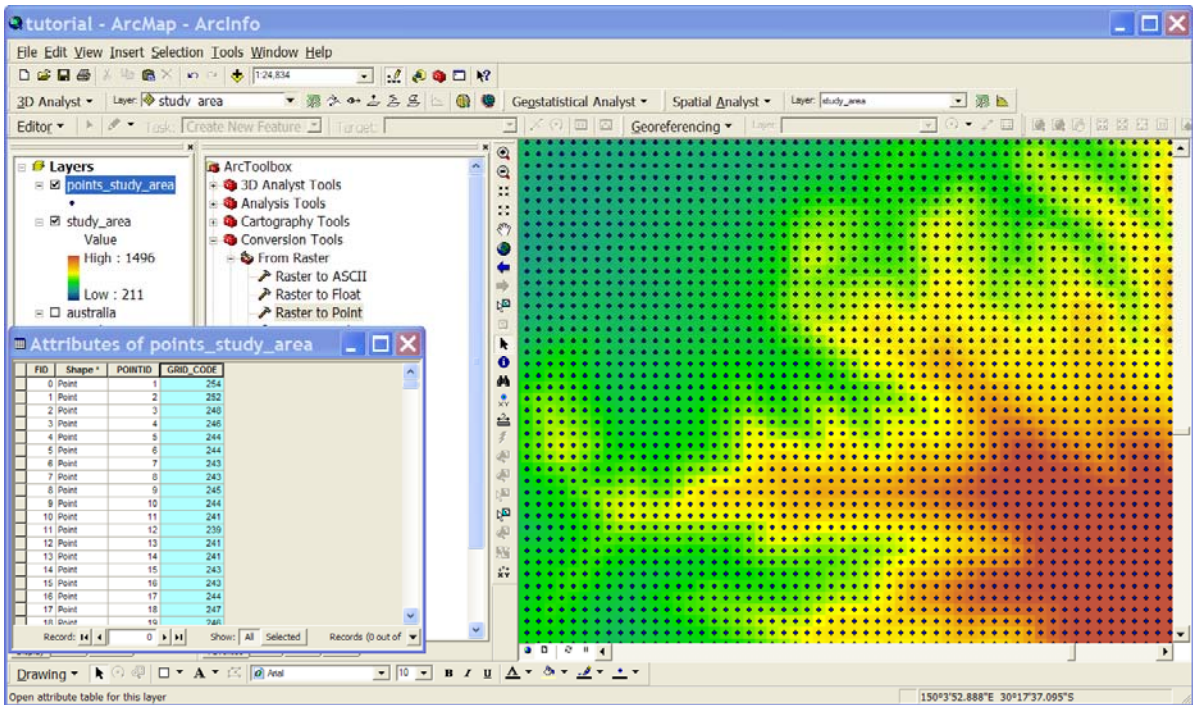 tutorial - ArcMap - ArcInfo
File Edit View Insert Selection Tools Window Help
1:24,834
3D Analyst Layer: study area Geostatistical Analyst Spatial Analyst Layer: study_area
Editor Task: Create New Feature Target: Georeferencing Layer:
Layers
points_study_area
study_area
Value
High : 1496
Low : 211
australia
ArcToolbox
3D Analyst Tools
Analysis Tools
Cartography Tools
Conversion Tools
From Raster
Raster to ASCII
Raster to Float
Raster to Point
Attributes of points_study_area
FID Shape * POINTID GRID_CODE
0 Point 1 254
1 Point 2 252
2 Point 3 248
3 Point 4 246
4 Point 5 244
5 Point 6 244
6 Point 7 243
7 Point 8 243
8 Point 9 245
9 Point 10 244
10 Point 11 241
11 Point 12 239
12 Point 13 241
13 Point 14 241
14 Point 15 243
15 Point 16 243
16 Point 17 244
17 Point 18 247
18 Point 19 246
Record: 0 Show: All Selected Records (0 out of
Drawing A Arial 10 B I U A
Open attribute table for this layer
150°3'52.888"E 30°17'37.095"S